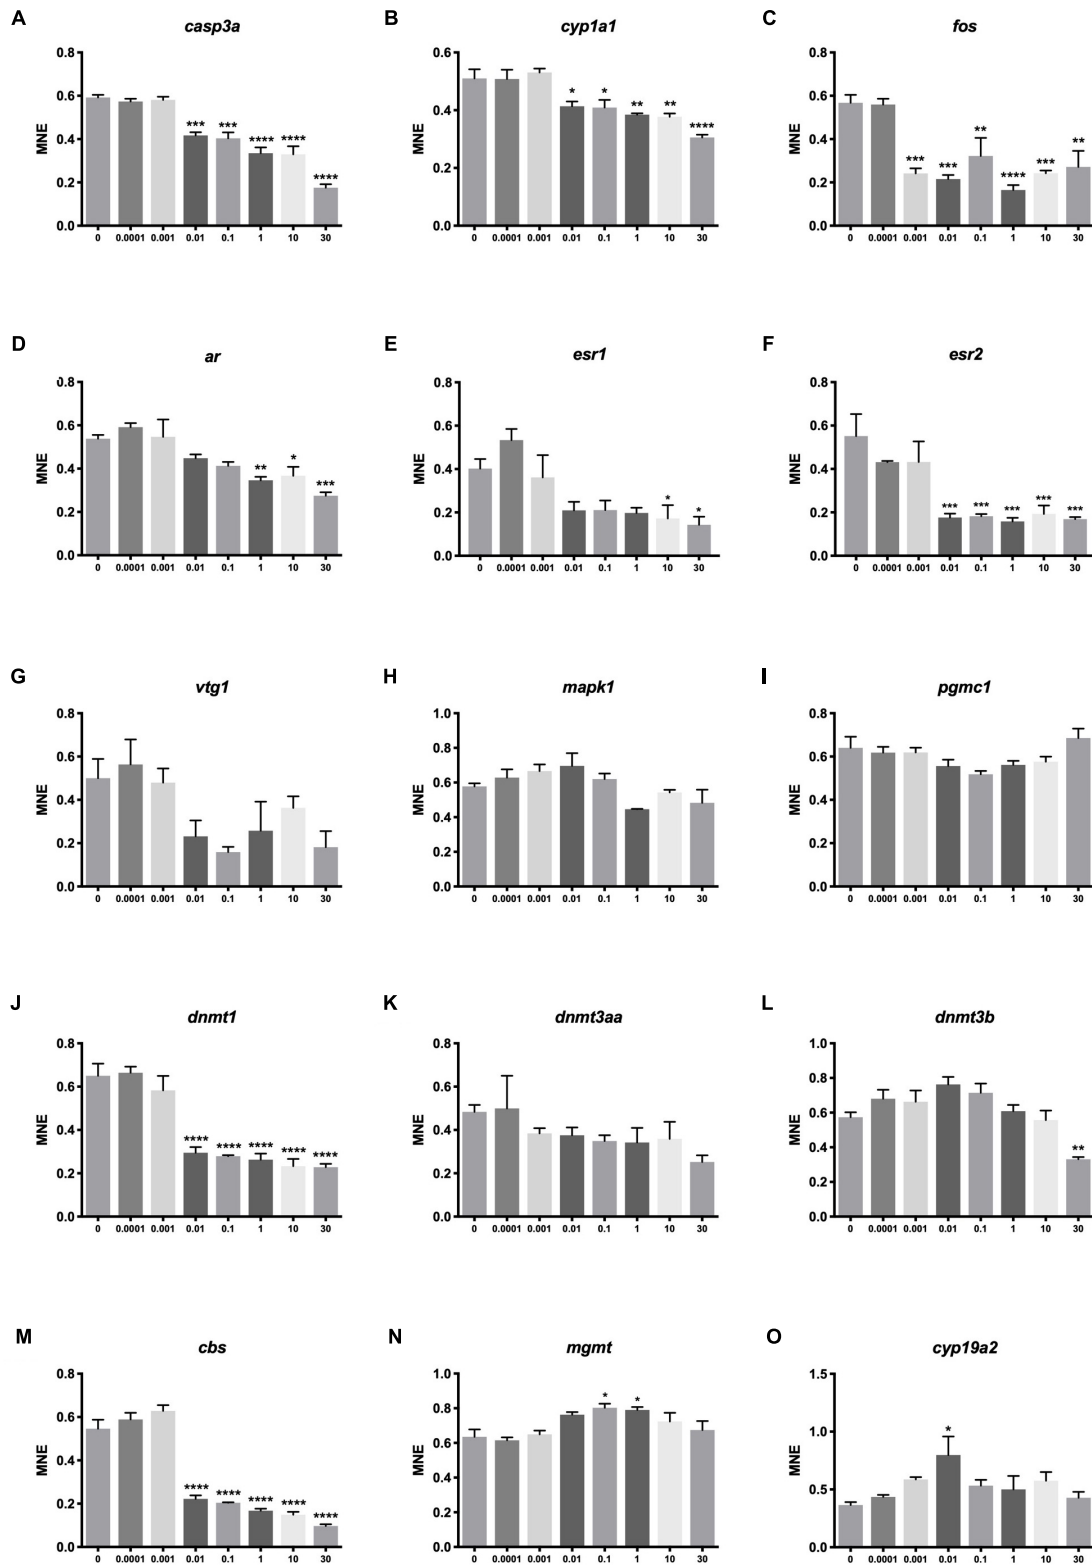 A
casp3a
0.8
0.6
0.4
0.2
0.0
MNE
***
***
****
****
****
0 0.0001 0.001 0.01 0.1 1 10 30
B
cyp1a1
0.6
0.4
0.2
0.0
MNE
*
*
**
**
****
0 0.0001 0.001 0.01 0.1 1 10 30
C
fos
0.8
0.6
0.4
0.2
0.0
MNE
***
***
**
****
***
**
0 0.0001 0.001 0.01 0.1 1 10 30
D
ar
0.8
0.6
0.4
0.2
0.0
MNE
**
*
***
0 0.0001 0.001 0.01 0.1 1 10 30
E
esr1
0.8
0.6
0.4
0.2
0.0
MNE
*
*
0 0.0001 0.001 0.01 0.1 1 10 30
F
esr2
0.8
0.6
0.4
0.2
0.0
MNE
***
***
***
***
***
0 0.0001 0.001 0.01 0.1 1 10 30
G
vtg1
0.8
0.6
0.4
0.2
0.0
MNE
0 0.0001 0.001 0.01 0.1 1 10 30
H
mapk1
1.0
0.8
0.6
0.4
0.2
0.0
MNE
0 0.0001 0.001 0.01 0.1 1 10 30
I
pgmc1
0.8
0.6
0.4
0.2
0.0
MNE
0 0.0001 0.001 0.01 0.1 1 10 30
J
dnmt1
0.8
0.6
0.4
0.2
0.0
MNE
****
****
****
****
****
0 0.0001 0.001 0.01 0.1 1 10 30
K
dnmt3aa
0.8
0.6
0.4
0.2
0.0
MNE
0 0.0001 0.001 0.01 0.1 1 10 30
L
dnmt3b
1.0
0.8
0.6
0.4
0.2
0.0
MNE
**
0 0.0001 0.001 0.01 0.1 1 10 30
M
cbs
0.8
0.6
0.4
0.2
0.0
MNE
****
****
****
****
****
0 0.0001 0.001 0.01 0.1 1 10 30
N
mgmt
1.0
0.8
0.6
0.4
0.2
0.0
MNE
*
*
0 0.0001 0.001 0.01 0.1 1 10 30
O
cyp19a2
1.5
1.0
0.5
0.0
MNE
*
0 0.0001 0.001 0.01 0.1 1 10 30